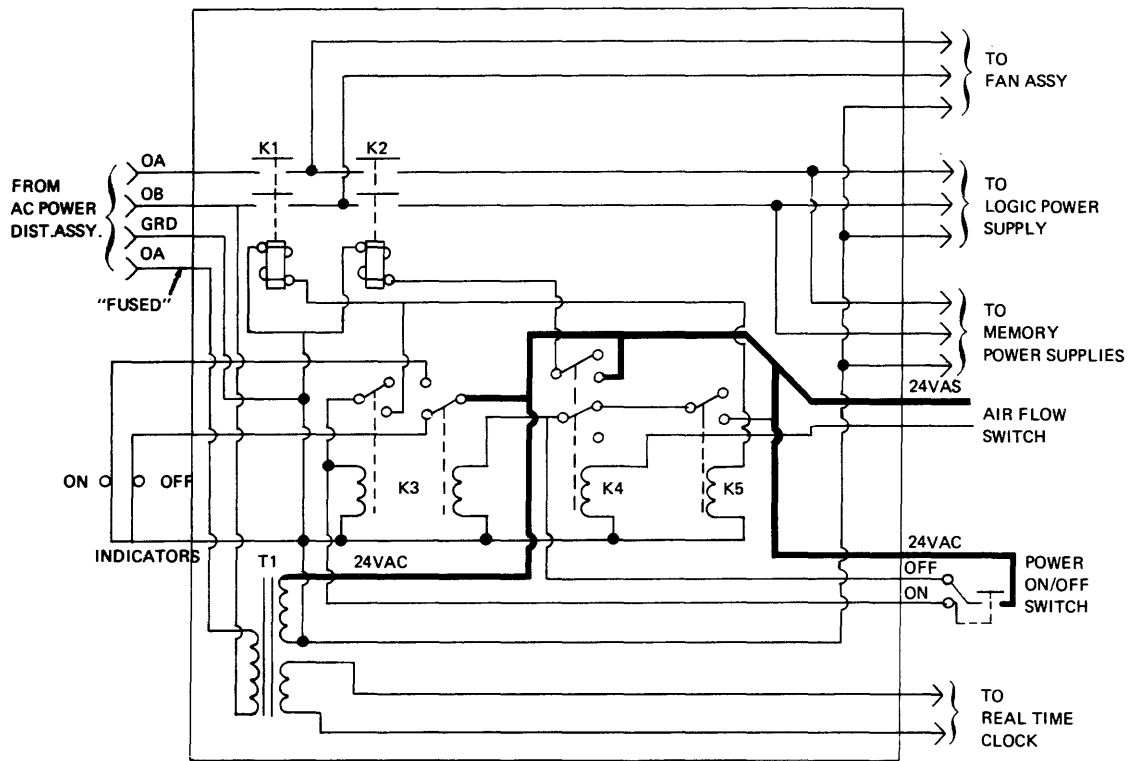 TO
FAN ASSY
K1
K2
OA
OB
GRD
OA
FROM
AC POWER
DIST.ASSY.
"FUSED"
TO
LOGIC POWER
SUPPLY
TO
MEMORY
POWER SUPPLIES
24VAS
AIR FLOW
SWITCH
ON
OFF
K3
K4
K5
INDICATORS
T1
24VAC
24VAC
OFF
ON
POWER
ON/OFF
SWITCH
TO
REAL TIME
CLOCK